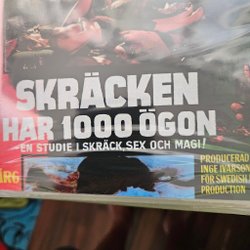 SKRÄCKEN
HAR 1000 ÖGON
EN STUDIE I SKRÄCK, SEX OCH MAGI!
PRODUCERAD
INGE IVARSON
FÖR SWEDISH
PRODUCTION